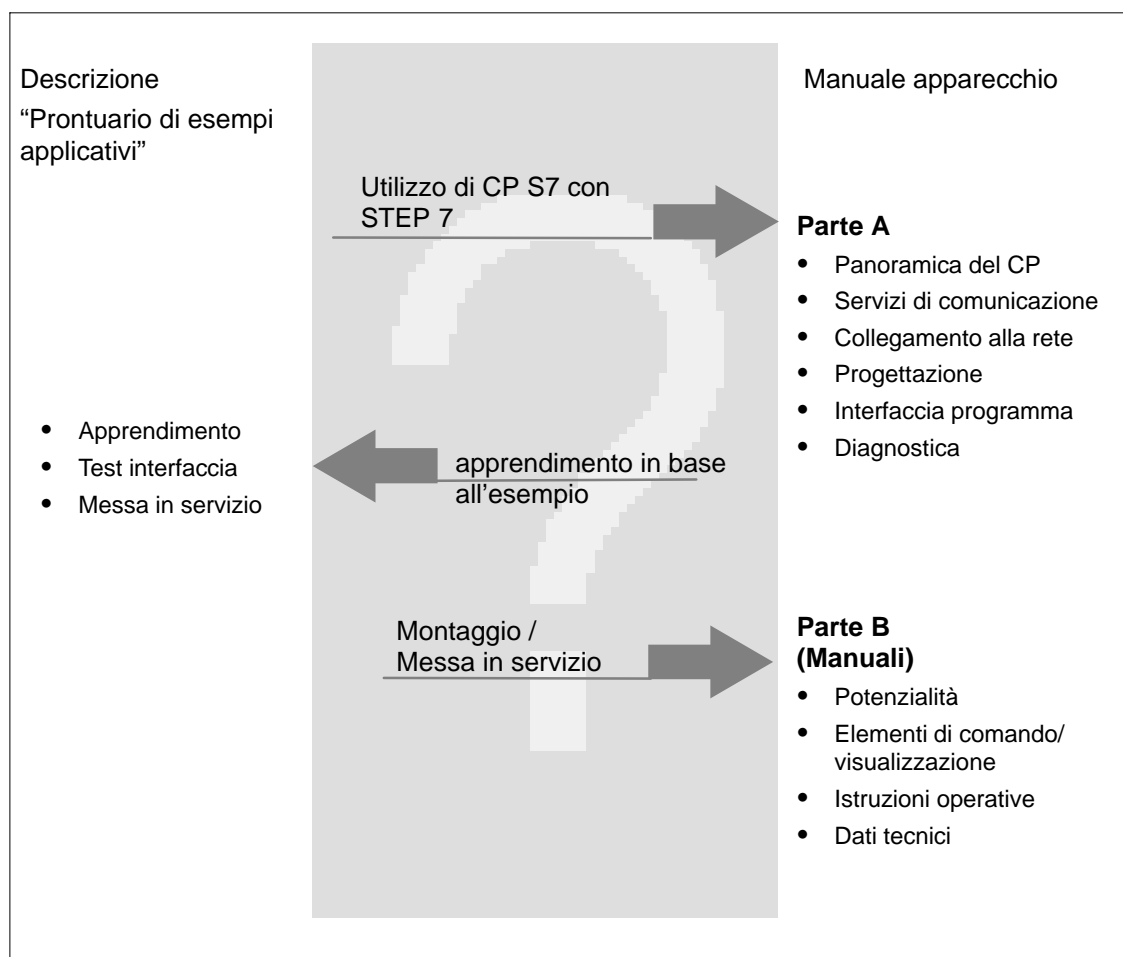 Descrizione
“Prontuario di esempi
applicativi”
Manuale apparecchio
Utilizzo di CP S7 con
STEP 7
Parte A
• Panoramica del CP
• Servizi di comunicazione
• Collegamento alla rete
• Progettazione
• Interfaccia programma
• Diagnostica
• Apprendimento
• Test interfaccia
• Messa in servizio
apprendimento in base
all’esempio
Montaggio /
Messa in servizio
Parte B
(Manuali)
• Potenzialità
• Elementi di comando/
visualizzazione
• Istruzioni operative
• Dati tecnici